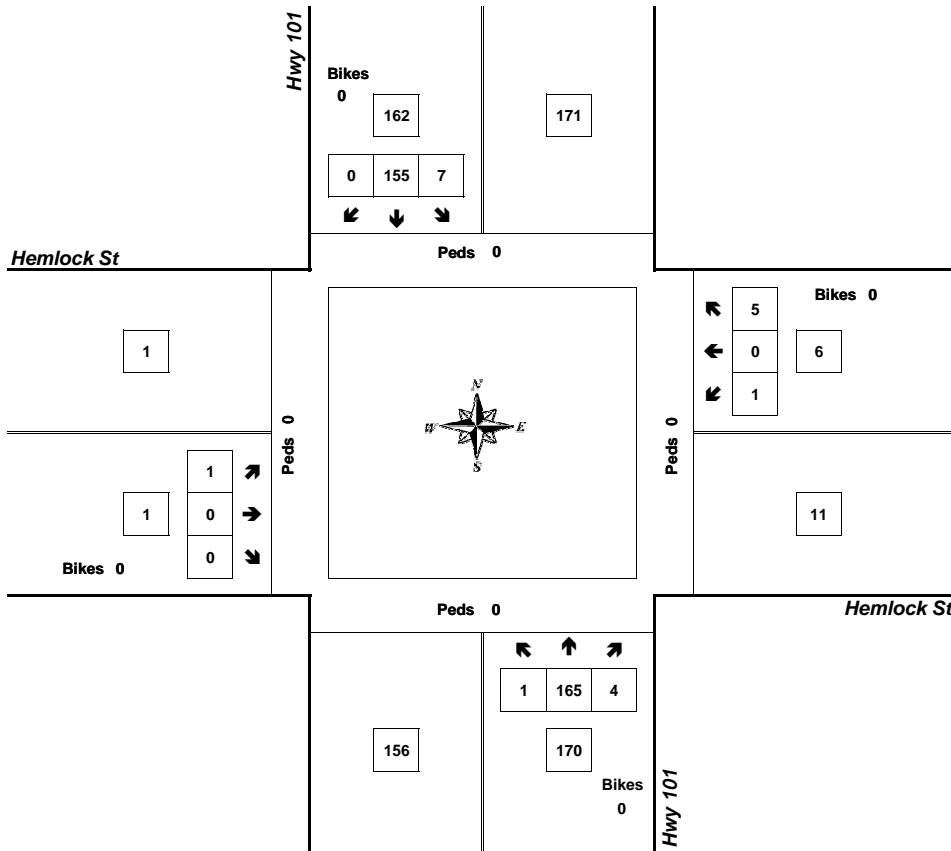 Hwy 101
Bikes
0
162
171
0 155 7
Peds 0
Hemlock St
Bikes 0
5
1
0 6
1
N
W E
S
Peds 0
Peds 0
1
1 0
0
11
Bikes 0
Peds 0
Hemlock St
1 165 4
156
170
Bikes
0
Hwy 101